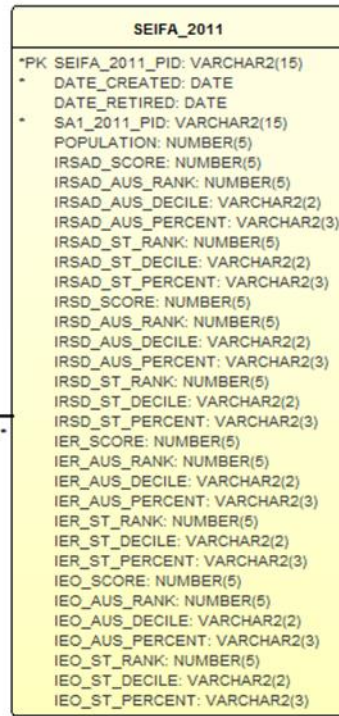 SEIFA_2011
*PK SEIFA_2011_PID: VARCHAR2(15)
* DATE_CREATED: DATE
DATE_RETIRED: DATE
* SA1_2011_PID: VARCHAR2(15)
POPULATION: NUMBER(5)
IRSAD_SCORE: NUMBER(5)
IRSAD_AUS_RANK: NUMBER(5)
IRSAD_AUS_DECILE: VARCHAR2(2)
IRSAD_AUS_PERCENT: VARCHAR2(3)
IRSAD_ST_RANK: NUMBER(5)
IRSAD_ST_DECILE: VARCHAR2(2)
IRSAD_ST_PERCENT: VARCHAR2(3)
IRSD_SCORE: NUMBER(5)
IRSD_AUS_RANK: NUMBER(5)
IRSD_AUS_DECILE: VARCHAR2(2)
IRSD_AUS_PERCENT: VARCHAR2(3)
IRSD_ST_RANK: NUMBER(5)
IRSD_ST_DECILE: VARCHAR2(2)
* IRSD_ST_PERCENT: VARCHAR2(3)
IER_SCORE: NUMBER(5)
IER_AUS_RANK: NUMBER(5)
IER_AUS_DECILE: VARCHAR2(2)
IER_AUS_PERCENT: VARCHAR2(3)
IER_ST_RANK: NUMBER(5)
IER_ST_DECILE: VARCHAR2(2)
IER_ST_PERCENT: VARCHAR2(3)
IEO_SCORE: NUMBER(5)
IEO_AUS_RANK: NUMBER(5)
IEO_AUS_DECILE: VARCHAR2(2)
IEO_AUS_PERCENT: VARCHAR2(3)
IEO_ST_RANK: NUMBER(5)
IEO_ST_DECILE: VARCHAR2(2)
IEO_ST_PERCENT: VARCHAR2(3)